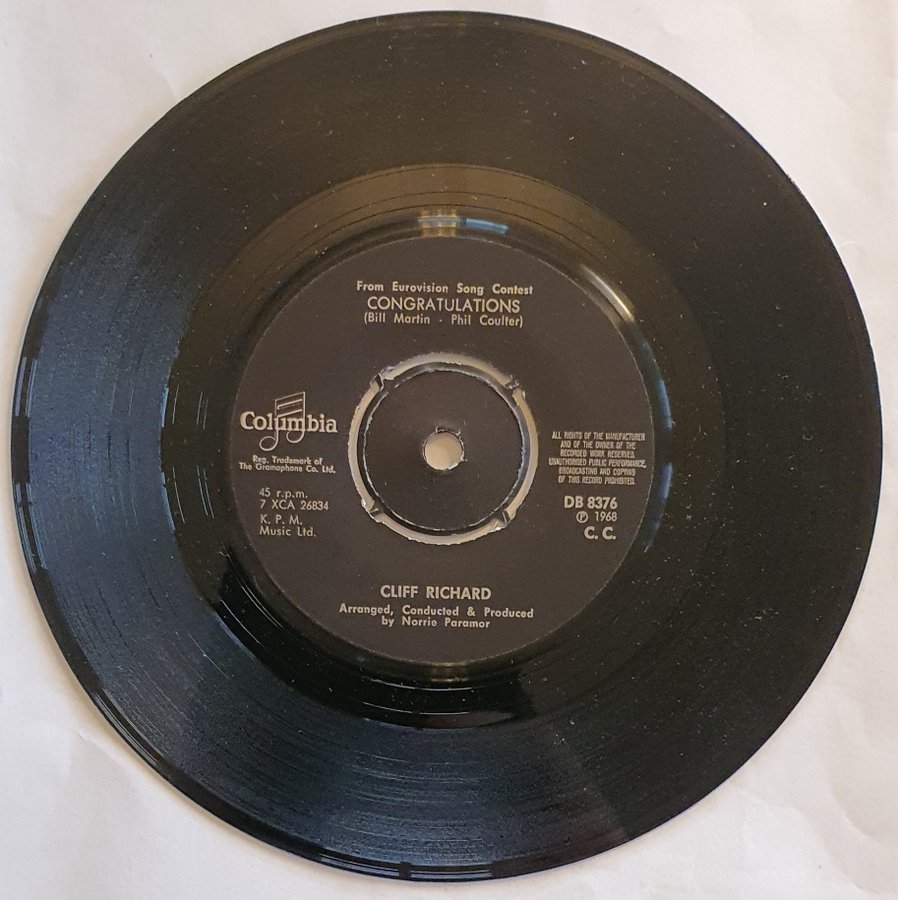 From Eurovision Song Contest
CONGRATULATIONS
(Bill Martin · Phil Coulter)
Columbia
Reg. Trademark of
The Gramophone Co. Ltd.
45 r.p.m.
7 XCA 26834
K. P. M.
Music Ltd.
ALL RIGHTS OF THE MANUFACTURER
AND OF THE OWNER OF THE
RECORDED WORK RESERVED.
UNAUTHORISED PUBLIC PERFORMANCE,
BROADCASTING AND COPYING
OF THIS RECORD PROHIBITED.
DB 8376
℗ 1968
C. C.
CLIFF RICHARD
Arranged, Conducted & Produced
by Norrie Paramor